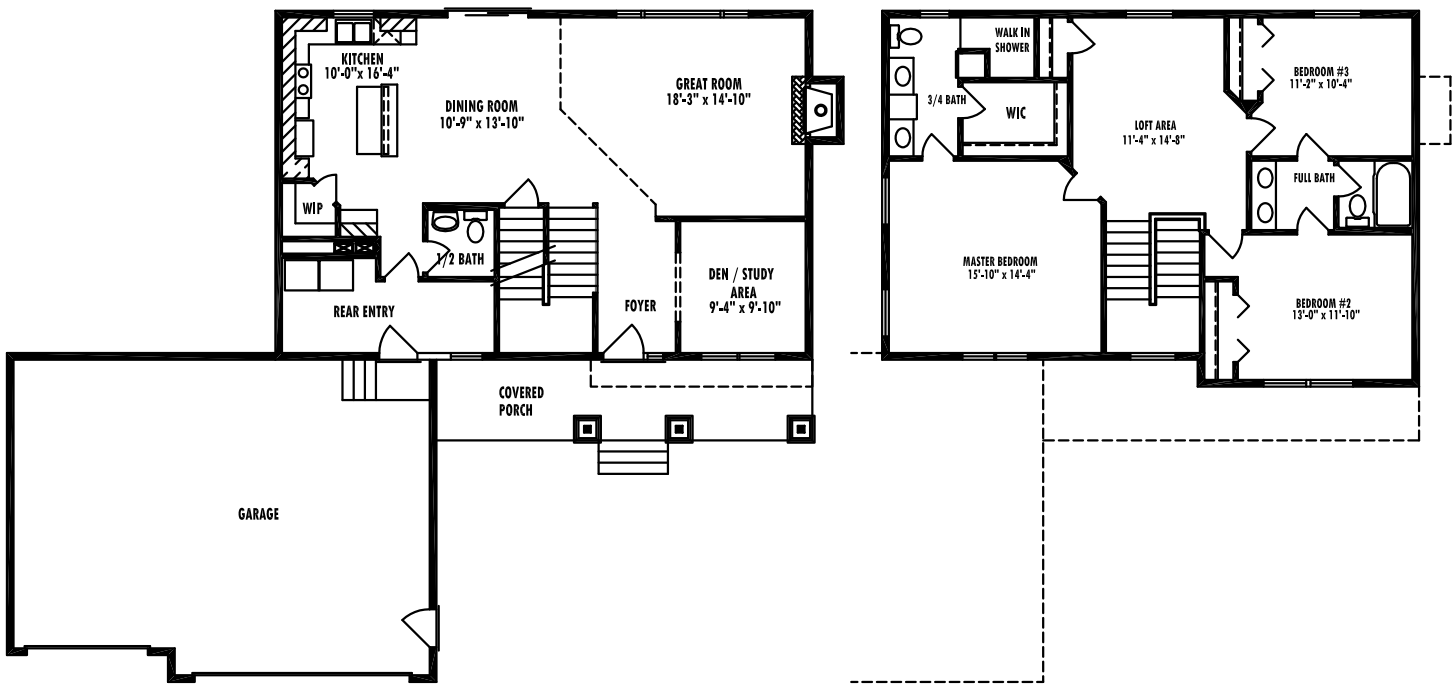 KITCHEN
10'-0" x 16'-4"
DINING ROOM
10'-9" x 13'-10"
GREAT ROOM
18'-3" x 14'-10"
WIP
1/2 BATH
REAR ENTRY
FOYER
DEN / STUDY
AREA
9'-4" x 9'-10"
COVERED
PORCH
GARAGE
WALK IN
SHOWER
3/4 BATH
WIC
LOFT AREA
11'-4" x 14'-8"
BEDROOM #3
11'-2" x 10'-4"
FULL BATH
MASTER BEDROOM
15'-10" x 14'-4"
BEDROOM #2
13'-0" x 11'-10"